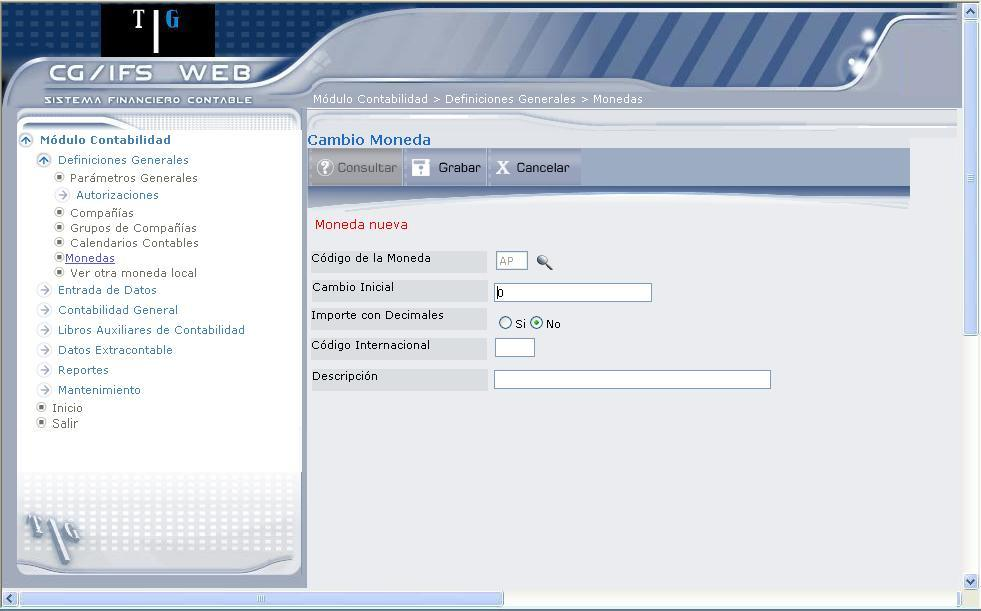 T G
CG/IFS WEB
SISTEMA FINANCIERO CONTABLE
Módulo Contabilidad > Definiciones Generales > Monedas
Módulo Contabilidad
Definiciones Generales
Parámetros Generales
Autorizaciones
Compañías
Grupos de Compañías
Calendarios Contables
Monedas
Ver otra moneda local
Entrada de Datos
Contabilidad General
Libros Auxiliares de Contabilidad
Datos Extracontable
Reportes
Mantenimiento
Inicio
Salir
T G
Cambio Moneda
? Consultar Grabar X Cancelar
Moneda nueva
Código de la Moneda AP
Cambio Inicial 0
Importe con Decimales Si No
Código Internacional
Descripción